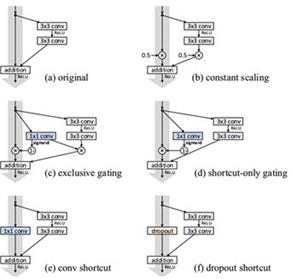 3x3 conv
ReLU
3x3 conv
addition
ReLU
(a) original
3x3 conv
ReLU
3x3 conv
0.5
0.5
addition
ReLU
(b) constant scaling
3x3 conv
1x1 conv
ReLU
sigmoid
3x3 conv
1-
addition
ReLU
(c) exclusive gating
3x3 conv
1x1 conv
ReLU
sigmoid
3x3 conv
1-
addition
ReLU
(d) shortcut-only gating
3x3 conv
ReLU
1x1 conv
3x3 conv
addition
ReLU
(e) conv shortcut
3x3 conv
ReLU
dropout
3x3 conv
addition
ReLU
(f) dropout shortcut